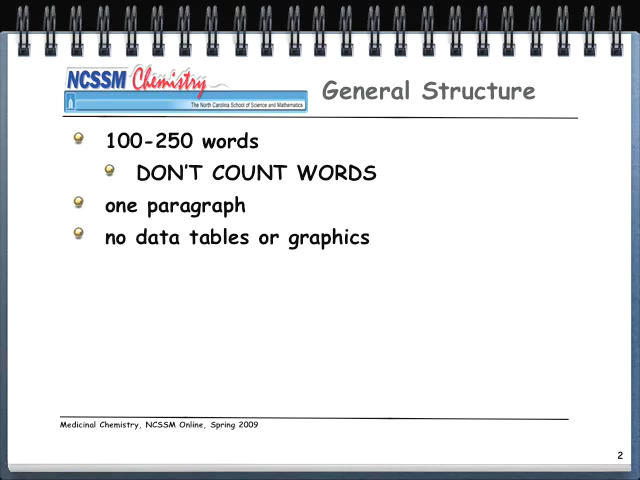 NCSSM Chemistry
The North Carolina School of Science and Mathematics
General Structure
100-250 words
DON'T COUNT WORDS
one paragraph
no data tables or graphics
Medicinal Chemistry, NCSSM Online, Spring 2009
2